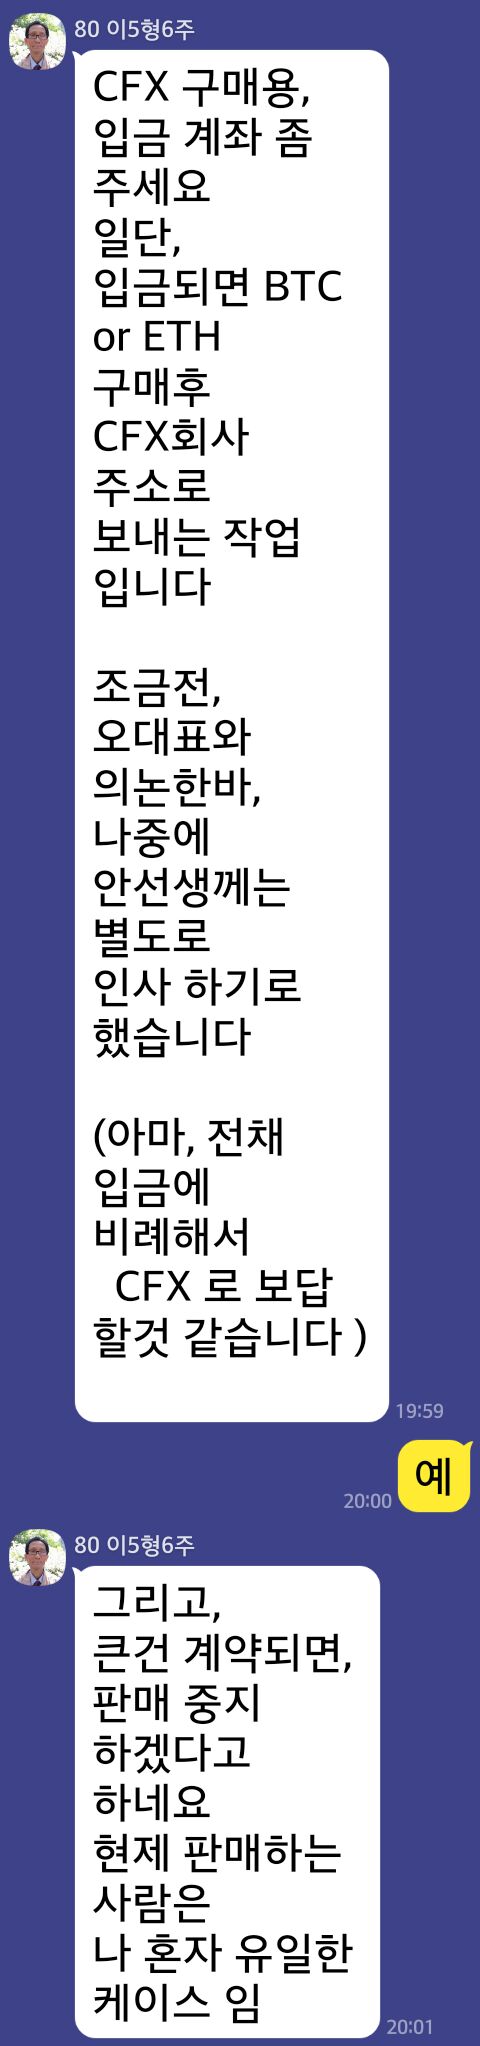 80 이5형6주
CFX 구매용,
입금 계좌 좀
주세요
일단,
입금되면 BTC
or ETH
구매후
CFX회사
주소로
보내는 작업
입니다
조금전,
오대표와
의논한바,
나중에
안선생께는
별도로
인사 하기로
했습니다
(아마, 전채
입금에
비례해서
CFX 로 보답
할것 같습니다 )
19:59
예
20:00
80 이5형6주
그리고,
큰건 계약되면,
판매 중지
하겠다고
하네요
현제 판매하는
사람은
나 혼자 유일한
케이스 임
20:01